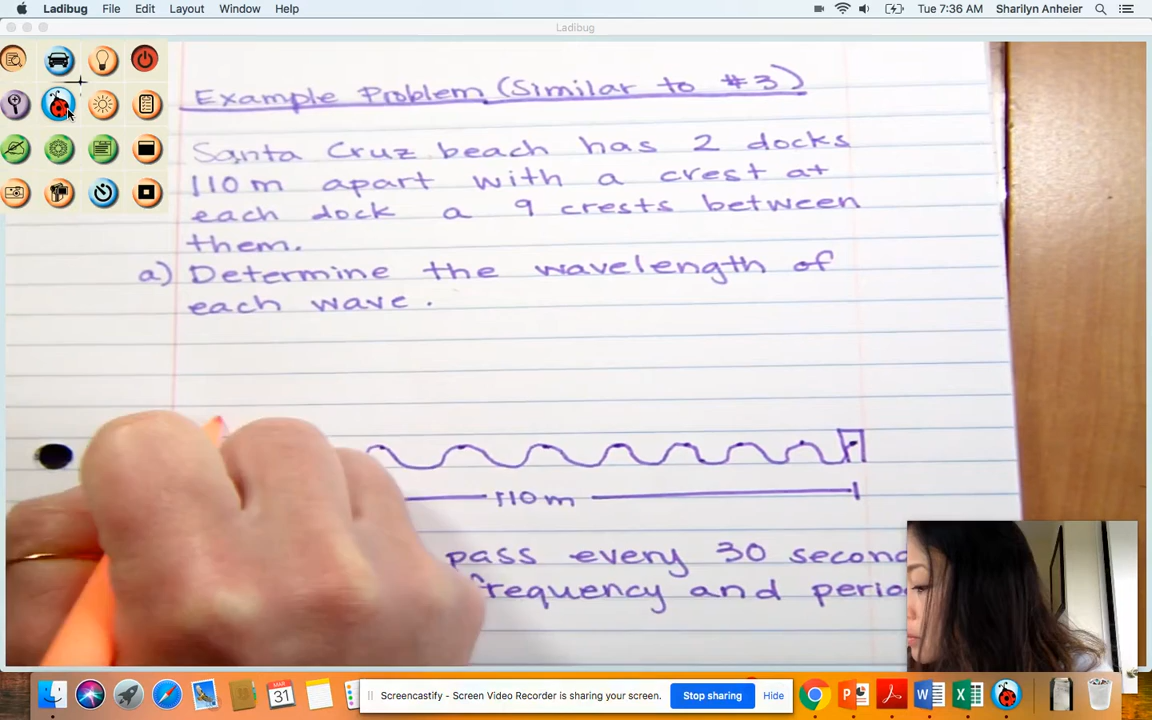 Ladibug File Edit Layout Window Help Tue 7:36 AM Sharilyn Anheier
Ladibug
Example Problem (Similar to #3)
Santa Cruz beach has 2 docks
110 m apart with a crest at
each dock a 9 crests between
them.
a) Determine the wavelength of
each wave.
110 m
pass every 30 second
frequency and perio
MAR
31
Screencastify - Screen Video Recorder is sharing your screen. Stop sharing Hide